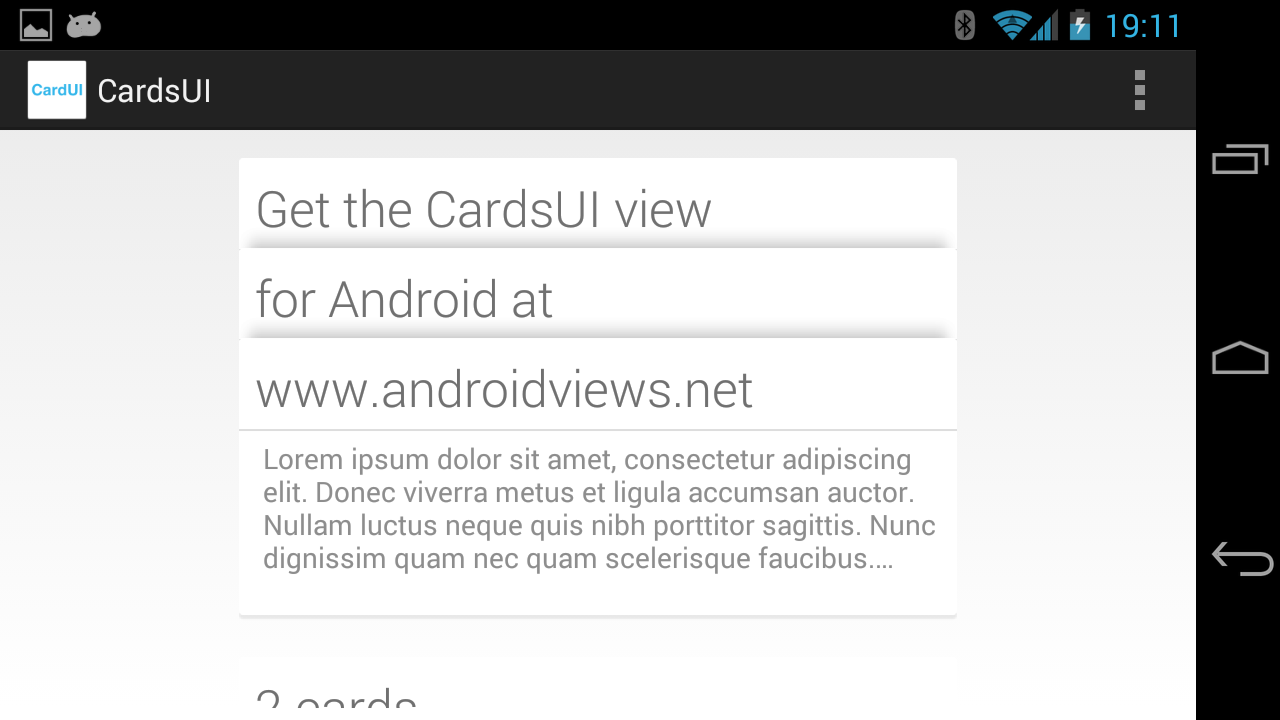 19:11
CardUI
CardsUI
Get the CardsUI view
for Android at
www.androidviews.net
Lorem ipsum dolor sit amet, consectetur adipiscing
elit. Donec viverra metus et ligula accumsan auctor.
Nullam luctus neque quis nibh porttitor sagittis. Nunc
dignissim quam nec quam scelerisque faucibus....
2 cards